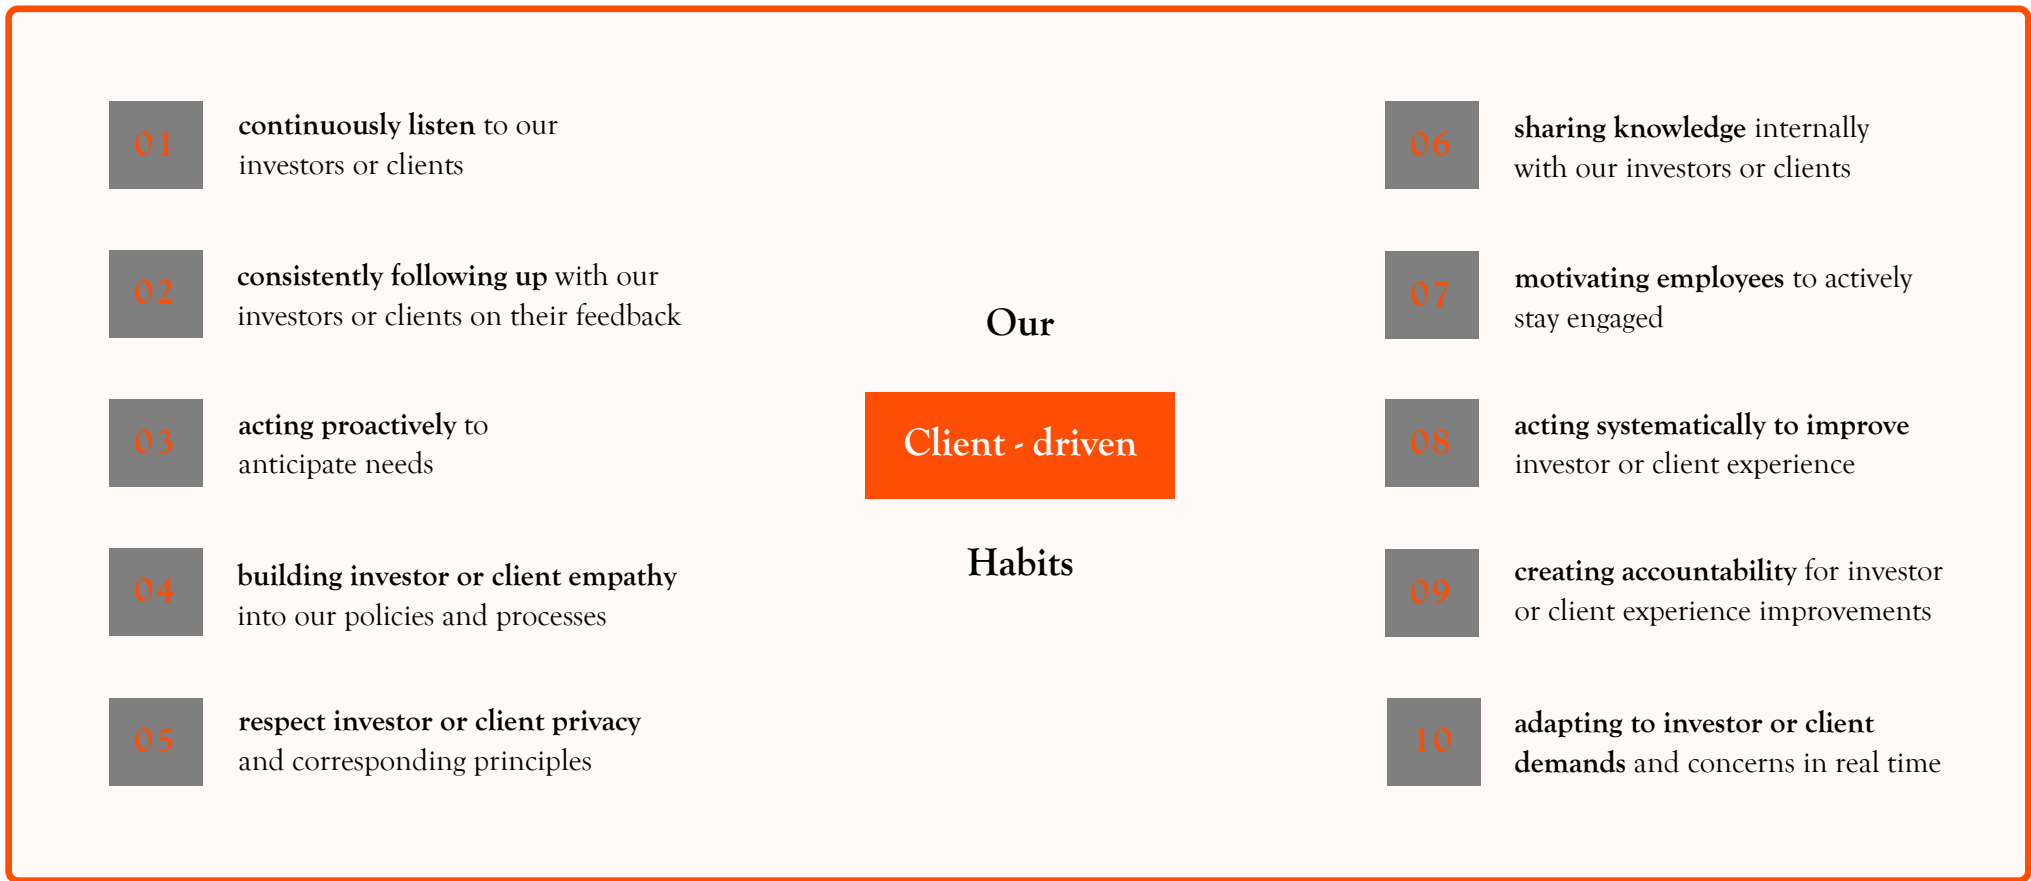 01
continuously listen to our
investors or clients
02
consistently following up with our
investors or clients on their feedback
03
acting proactively to
anticipate needs
04
building investor or client empathy
into our policies and processes
05
respect investor or client privacy
and corresponding principles
Our
Client - driven
Habits
06
sharing knowledge internally
with our investors or clients
07
motivating employees to actively
stay engaged
08
acting systematically to improve
investor or client experience
09
creating accountability for investor
or client experience improvements
10
adapting to investor or client
demands and concerns in real time